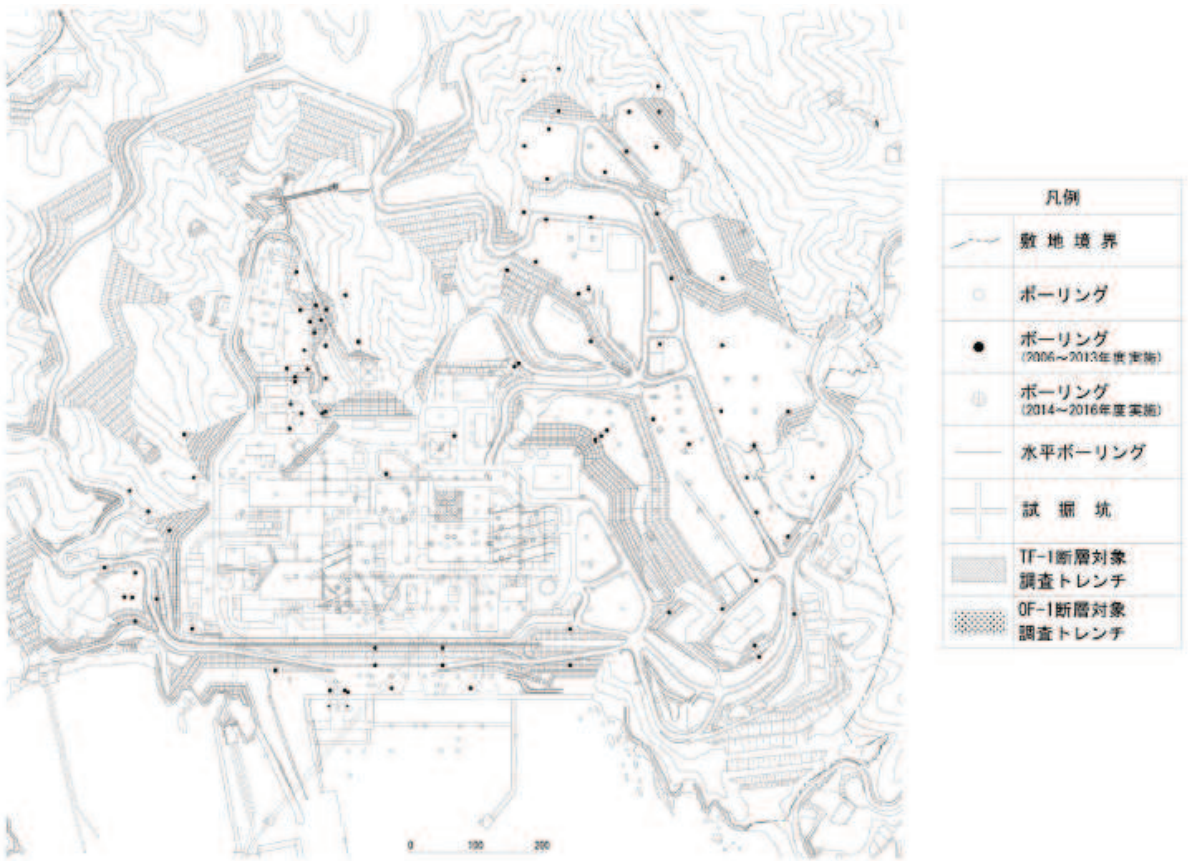 凡例
敷地境界
ボーリング
ボーリング
(2006~2013年度実施)
ボーリング
(2014~2016年度実施)
水平ボーリング
試掘坑
TF-1断層対象
調査トレンチ
OF-1断層対象
調査トレンチ
0 100 200